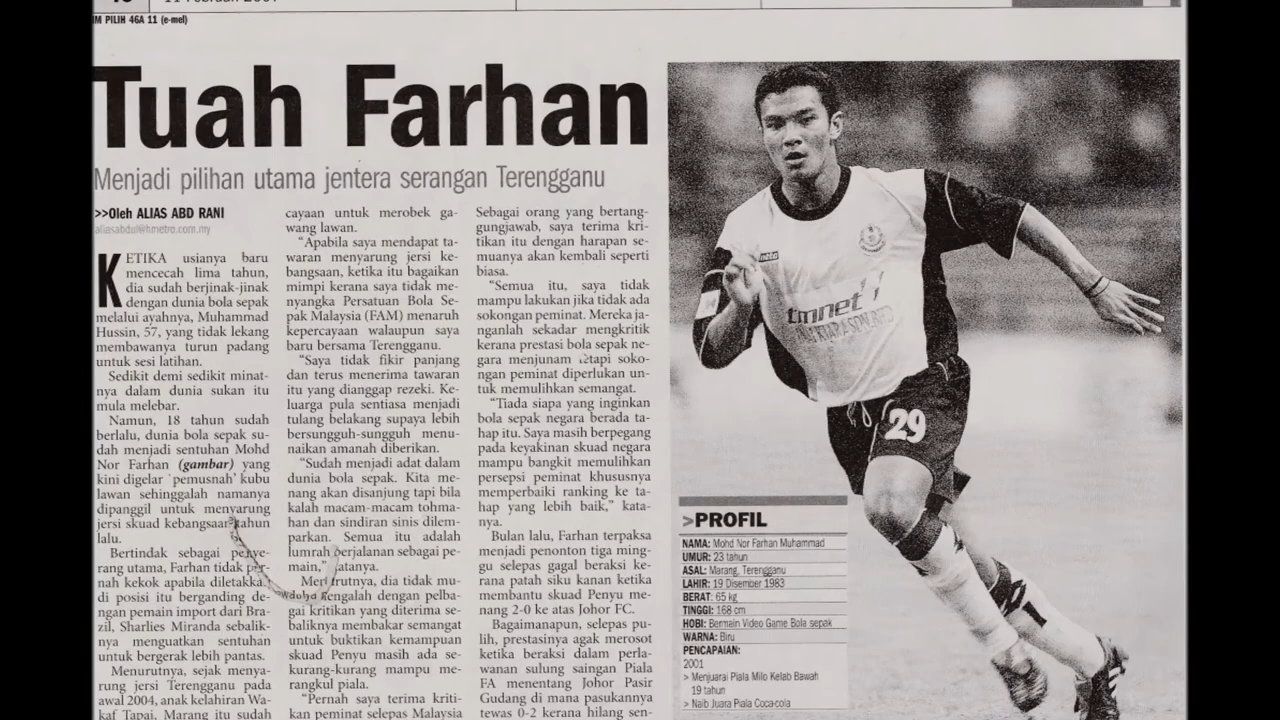 11 Februari 2007
IM PILIH 46A 11 (e-mel)
Tuah Farhan
Menjadi pilihan utama jentera serangan Terengganu
>>Oleh ALIAS ABD RANI
aliasabdul@hmetro.com.my
KETIKA usianya baru
mencecah lima tahun,
dia sudah berjinak-jinak
dengan dunia bola sepak
melalui ayahnya, Muhammad
Hussin, 57, yang tidak lekang
membawanya turun padang
untuk sesi latihan.
Sedikit demi sedikit minat-
nya dalam dunia sukan itu
mula melebar.
Namun, 18 tahun sudah
berlalu, dunia bola sepak su-
dah menjadi sentuhan Mohd
Nor Farhan (gambar) yang
kini digelar `pemusnah' kubu
lawan sehinggalah namanya
dipanggil untuk menyarung
jersi skuad kebangsaan tahun
lalu.
Bertindak sebagai penye-
rang utama, Farhan tidak per-
nah kekok apabila diletakkan
di posisi itu berganding de-
ngan pemain import dari Bra-
zil, Sharlies Miranda sebalik-
nya menguatkan sentuhan
untuk bergerak lebih pantas.
Menurutnya, sejak menya-
rung jersi Terengganu pada
awal 2004, anak kelahiran Wa-
kaf Tapai, Marang itu sudah
cayaan untuk merobek ga-
wang lawan.
"Apabila saya mendapat ta-
waran menyarung jersi ke-
bangsaan, ketika itu bagaikan
mimpi kerana saya tidak me-
nyangka Persatuan Bola Se-
pak Malaysia (FAM) menaruh
kepercayaan walaupun saya
baru bersama Terengganu.
"Saya tidak fikir panjang
dan terus menerima tawaran
itu yang dianggap rezeki. Ke-
luarga pula sentiasa menjadi
tulang belakang supaya lebih
bersungguh-sungguh menu-
naikan amanah diberikan.
"Sudah menjadi adat dalam
dunia bola sepak. Kita me-
nang akan disanjung tapi bila
kalah macam-macam tohma-
han dan sindiran sinis dilem-
parkan. Semua itu adalah
lumrah perjalanan sebagai pe-
main," katanya.
Menurutnya, dia tidak mu-
dah mengalah dengan pelba-
gai kritikan yang diterima se-
baliknya membakar semangat
untuk buktikan kemampuan
skuad Penyu masih ada se-
kurang-kurang mampu me-
rangkul piala.
"Pernah saya terima kriti-
kan peminat selepas Malaysia
Sebagai orang yang bertang-
gungjawab, saya terima kri-
tikan itu dengan harapan se-
muanya akan kembali seperti
biasa.
"Semua itu, saya tidak
mampu lakukan jika tidak ada
sokongan peminat. Mereka ja-
nganlah sekadar mengkritik
kerana prestasi bola sepak ne-
gara menjunam tetapi soko-
ngan peminat diperlukan un-
tuk memulihkan semangat.
"Tiada siapa yang inginkan
bola sepak negara berada ta-
hap itu. Saya masih berpegang
pada keyakinan skuad negara
mampu bangkit memulihkan
persepsi peminat khususnya
memperbaiki ranking ke ta-
hap yang lebih baik," kata-
nya.
Bulan lalu, Farhan terpaksa
menjadi penonton tiga ming-
gu selepas gagal beraksi ke-
rana patah siku kanan ketika
membantu skuad Penyu me-
nang 2-0 ke atas Johor FC.
Bagaimanapun, selepas pu-
lih, prestasinya agak merosot
ketika beraksi dalam perla-
wanan sulung saingan Piala
FA menentang Johor Pasir
Gudang di mana pasukannya
tewas 0-2 kerana hilang sen-
tmnet
29
>PROFIL
NAMA: Mohd Nor Farhan Muhammad
UMUR: 23 tahun
ASAL: Marang, Terengganu
LAHIR: 19 Disember 1983
BERAT: 65 kg
TINGGI: 168 cm
HOBI: Bermain Video Game Bola sepak
WARNA: Biru
PENCAPAIAN:
2001
> Menjuarai Piala Milo Kelab Bawah
19 tahun
> Naib Juara Piala Coca-cola